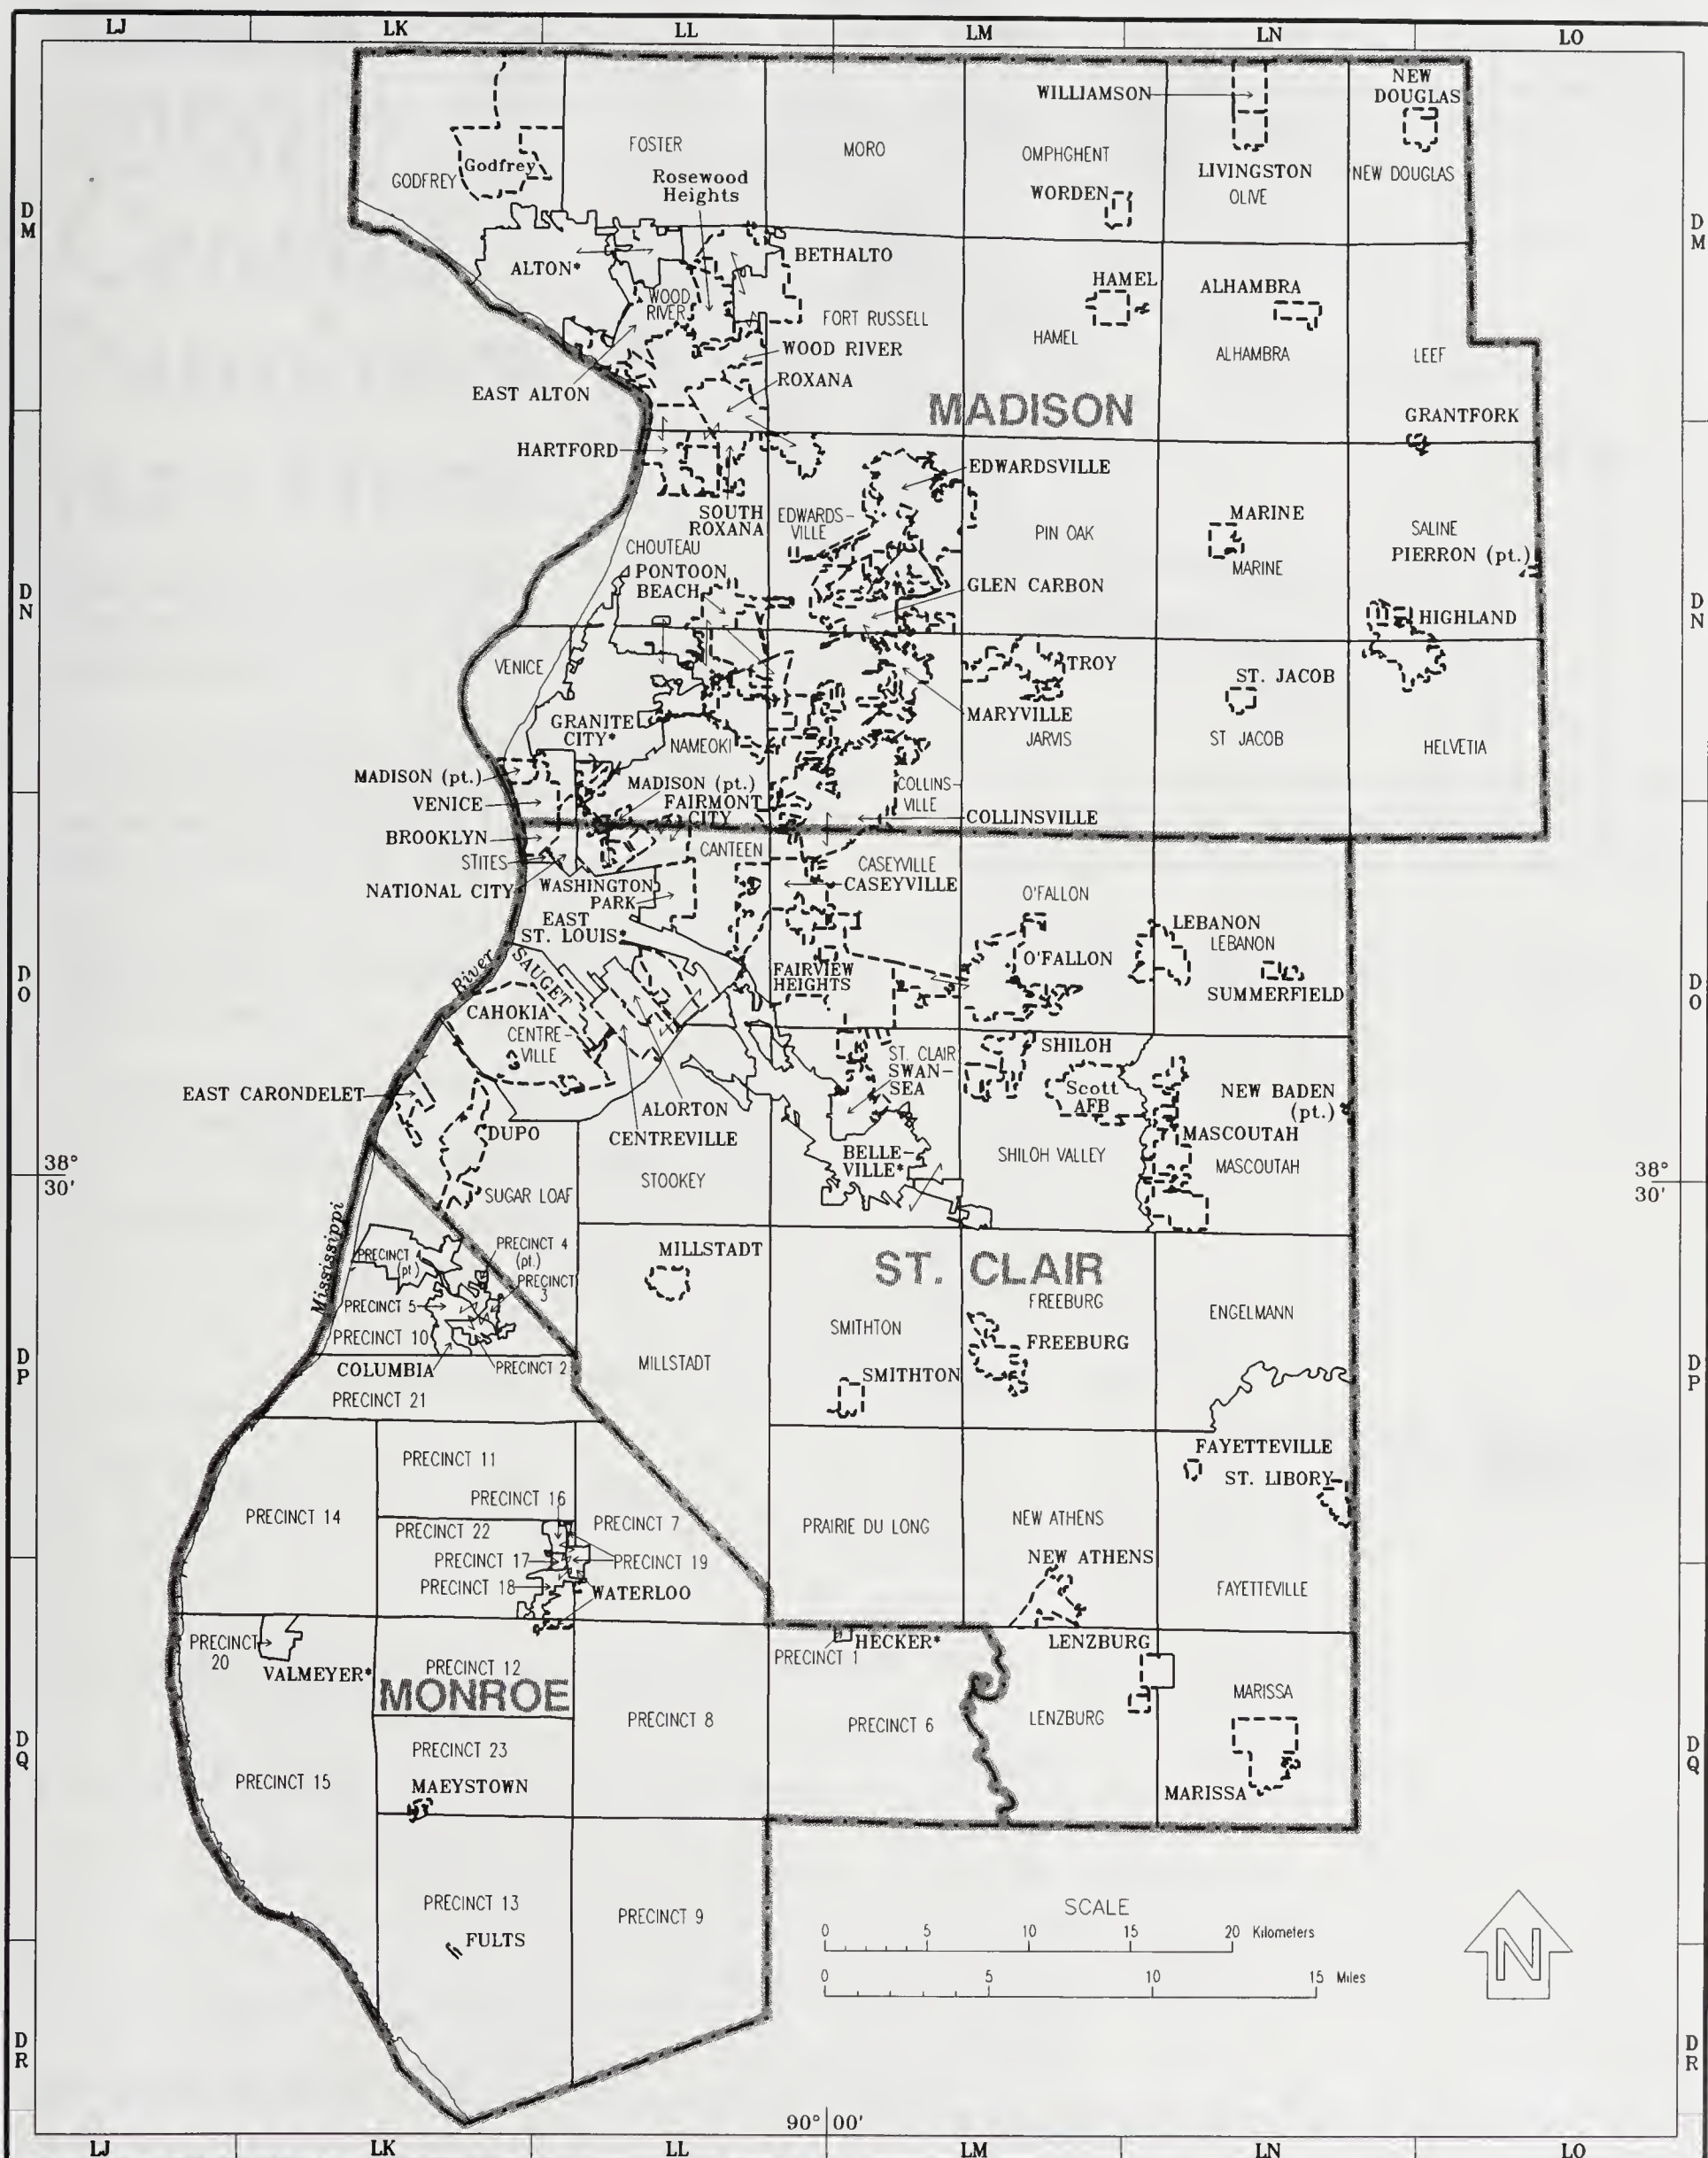 LJ LK LL LM LN LO
WILLIAMSON
NEW
DOUGLAS
FOSTER
MORO
OMPHGHENT
Godfrey
GODFREY
Rosewood
Heights
LIVINGSTON
NEW DOUGLAS
WORDEN
OLIVE
DM
DM
BETHALTO
ALTON*
HAMEL
ALHAMBRA
WOOD
RIVER
FORT RUSSELL
HAMEL
WOOD RIVER
ALHAMBRA
LEEF
ROXANA
EAST ALTON
MADISON
GRANTFORK
HARTFORD
EDWARDSVILLE
SOUTH
ROXANA
EDWARDS-
VILLE
MARINE
PIN OAK
SALINE
CHOUTEAU
PIERRON (pt.)
PONTOON
BEACH
MARINE
GLEN CARBON
DN
DN
HIGHLAND
VENICE
TROY
ST. JACOB
MARYVILLE
GRANITE
CITY*
NAMEOKI
JARVIS
ST JACOB
HELVETIA
MADISON (pt.)
MADISON (pt.)
COLLINS-
VILLE
VENICE
FAIRMONT
CITY
COLLINSVILLE
BROOKLYN
CANTEEN
STITES
CASEYVILLE
CASEYVILLE
NATIONAL CITY
WASHINGTON
PARK
O'FALLON
EAST
ST. LOUIS*
LEBANON
LEBANON
O'FALLON
River
SAUGET
FAIRVIEW
HEIGHTS
SUMMERFIELD
DO
DO
CAHOKIA
CENTRE-
VILLE
SHILOH
ST. CLAIR
SWAN-
SEA
Scott
AFB
NEW BADEN
(pt.)
EAST CARONDELET
ALORTON
DUPO
CENTREVILLE
MASCOUTAH
BELLE-
VILLE*
SHILOH VALLEY
MASCOUTAH
38°
30'
38°
30'
STOOKEY
SUGAR LOAF
Mississippi
PRECINCT 4
(pt.)
PRECINCT 4
(pt.)
MILLSTADT
ST. CLAIR
PRECINCT
3
PRECINCT 5
FREEBURG
ENGELMANN
PRECINCT 10
SMITHTON
FREEBURG
COLUMBIA
PRECINCT 2
MILLSTADT
SMITHTON
DP
DP
PRECINCT 21
FAYETTEVILLE
PRECINCT 11
ST. LIBORY
PRECINCT 16
PRECINCT 14
PRECINCT 22
PRECINCT 7
PRAIRIE DU LONG
NEW ATHENS
PRECINCT 17
PRECINCT 19
NEW ATHENS
PRECINCT 18
WATERLOO
FAYETTEVILLE
PRECINCT
20
HECKER*
LENZBURG
PRECINCT 1
VALMEYER*
PRECINCT 12
MONROE
MARISSA
PRECINCT 8
PRECINCT 6
LENZBURG
DQ
DQ
PRECINCT 23
PRECINCT 15
MAEYSTOWN
MARISSA
PRECINCT 13
PRECINCT 9
SCALE
0 5 10 15 20 Kilometers
FULTS
N
0 5 10 15 Miles
DR
DR
90° 00'
LJ LK LL LM LN LO